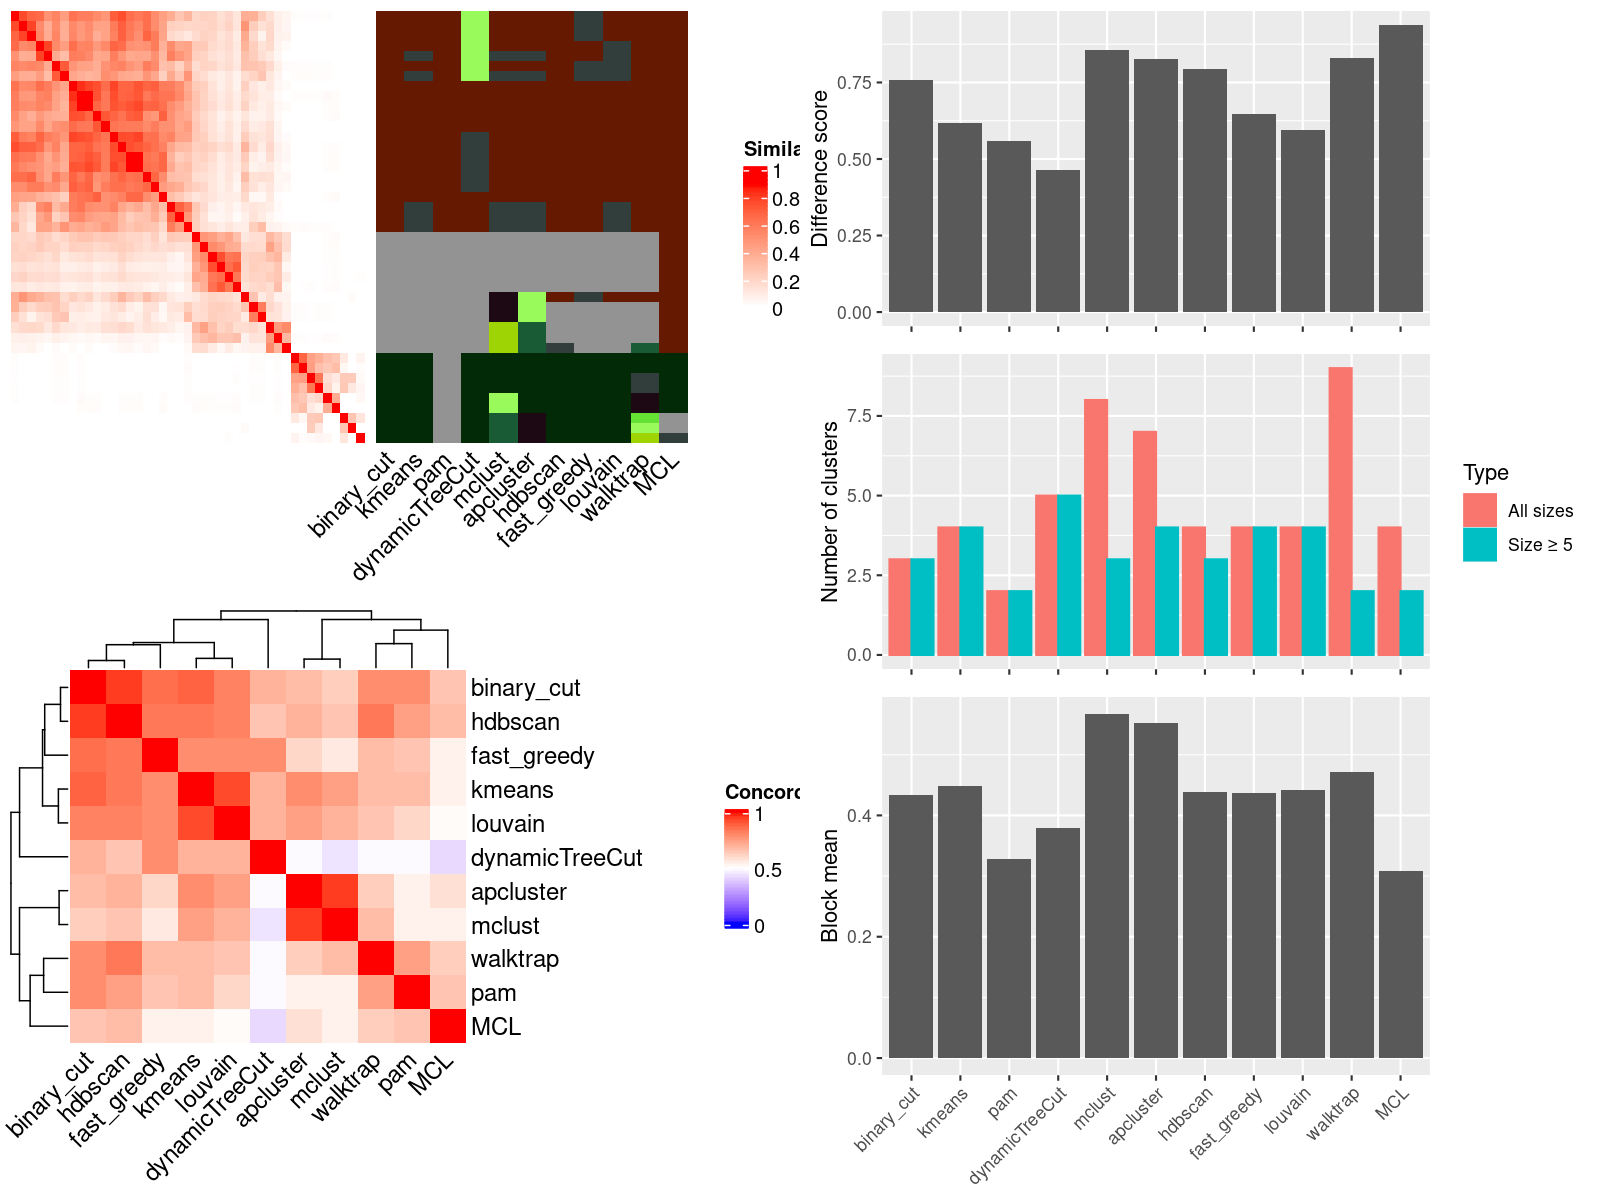 Simila
1
0.8
0.6
0.4
0.2
0
binary_cut
kmeans
pam
dynamicTreeCut
mclust
apcluster
hdbscan
fast_greedy
louvain
walktrap
MCL
Difference score
0.75
0.50
0.25
0.00
Number of clusters
7.5
5.0
2.5
0.0
Type
All sizes
Size ≥ 5
binary_cut
hdbscan
fast_greedy
kmeans
louvain
dynamicTreeCut
apcluster
mclust
walktrap
pam
MCL
binary_cut
hdbscan
fast_greedy
kmeans
louvain
dynamicTreeCut
apcluster
mclust
walktrap
pam
MCL
Concord
1
0.5
0
Block mean
0.4
0.2
0.0
binary_cut
kmeans
pam
dynamicTreeCut
mclust
apcluster
hdbscan
fast_greedy
louvain
walktrap
MCL